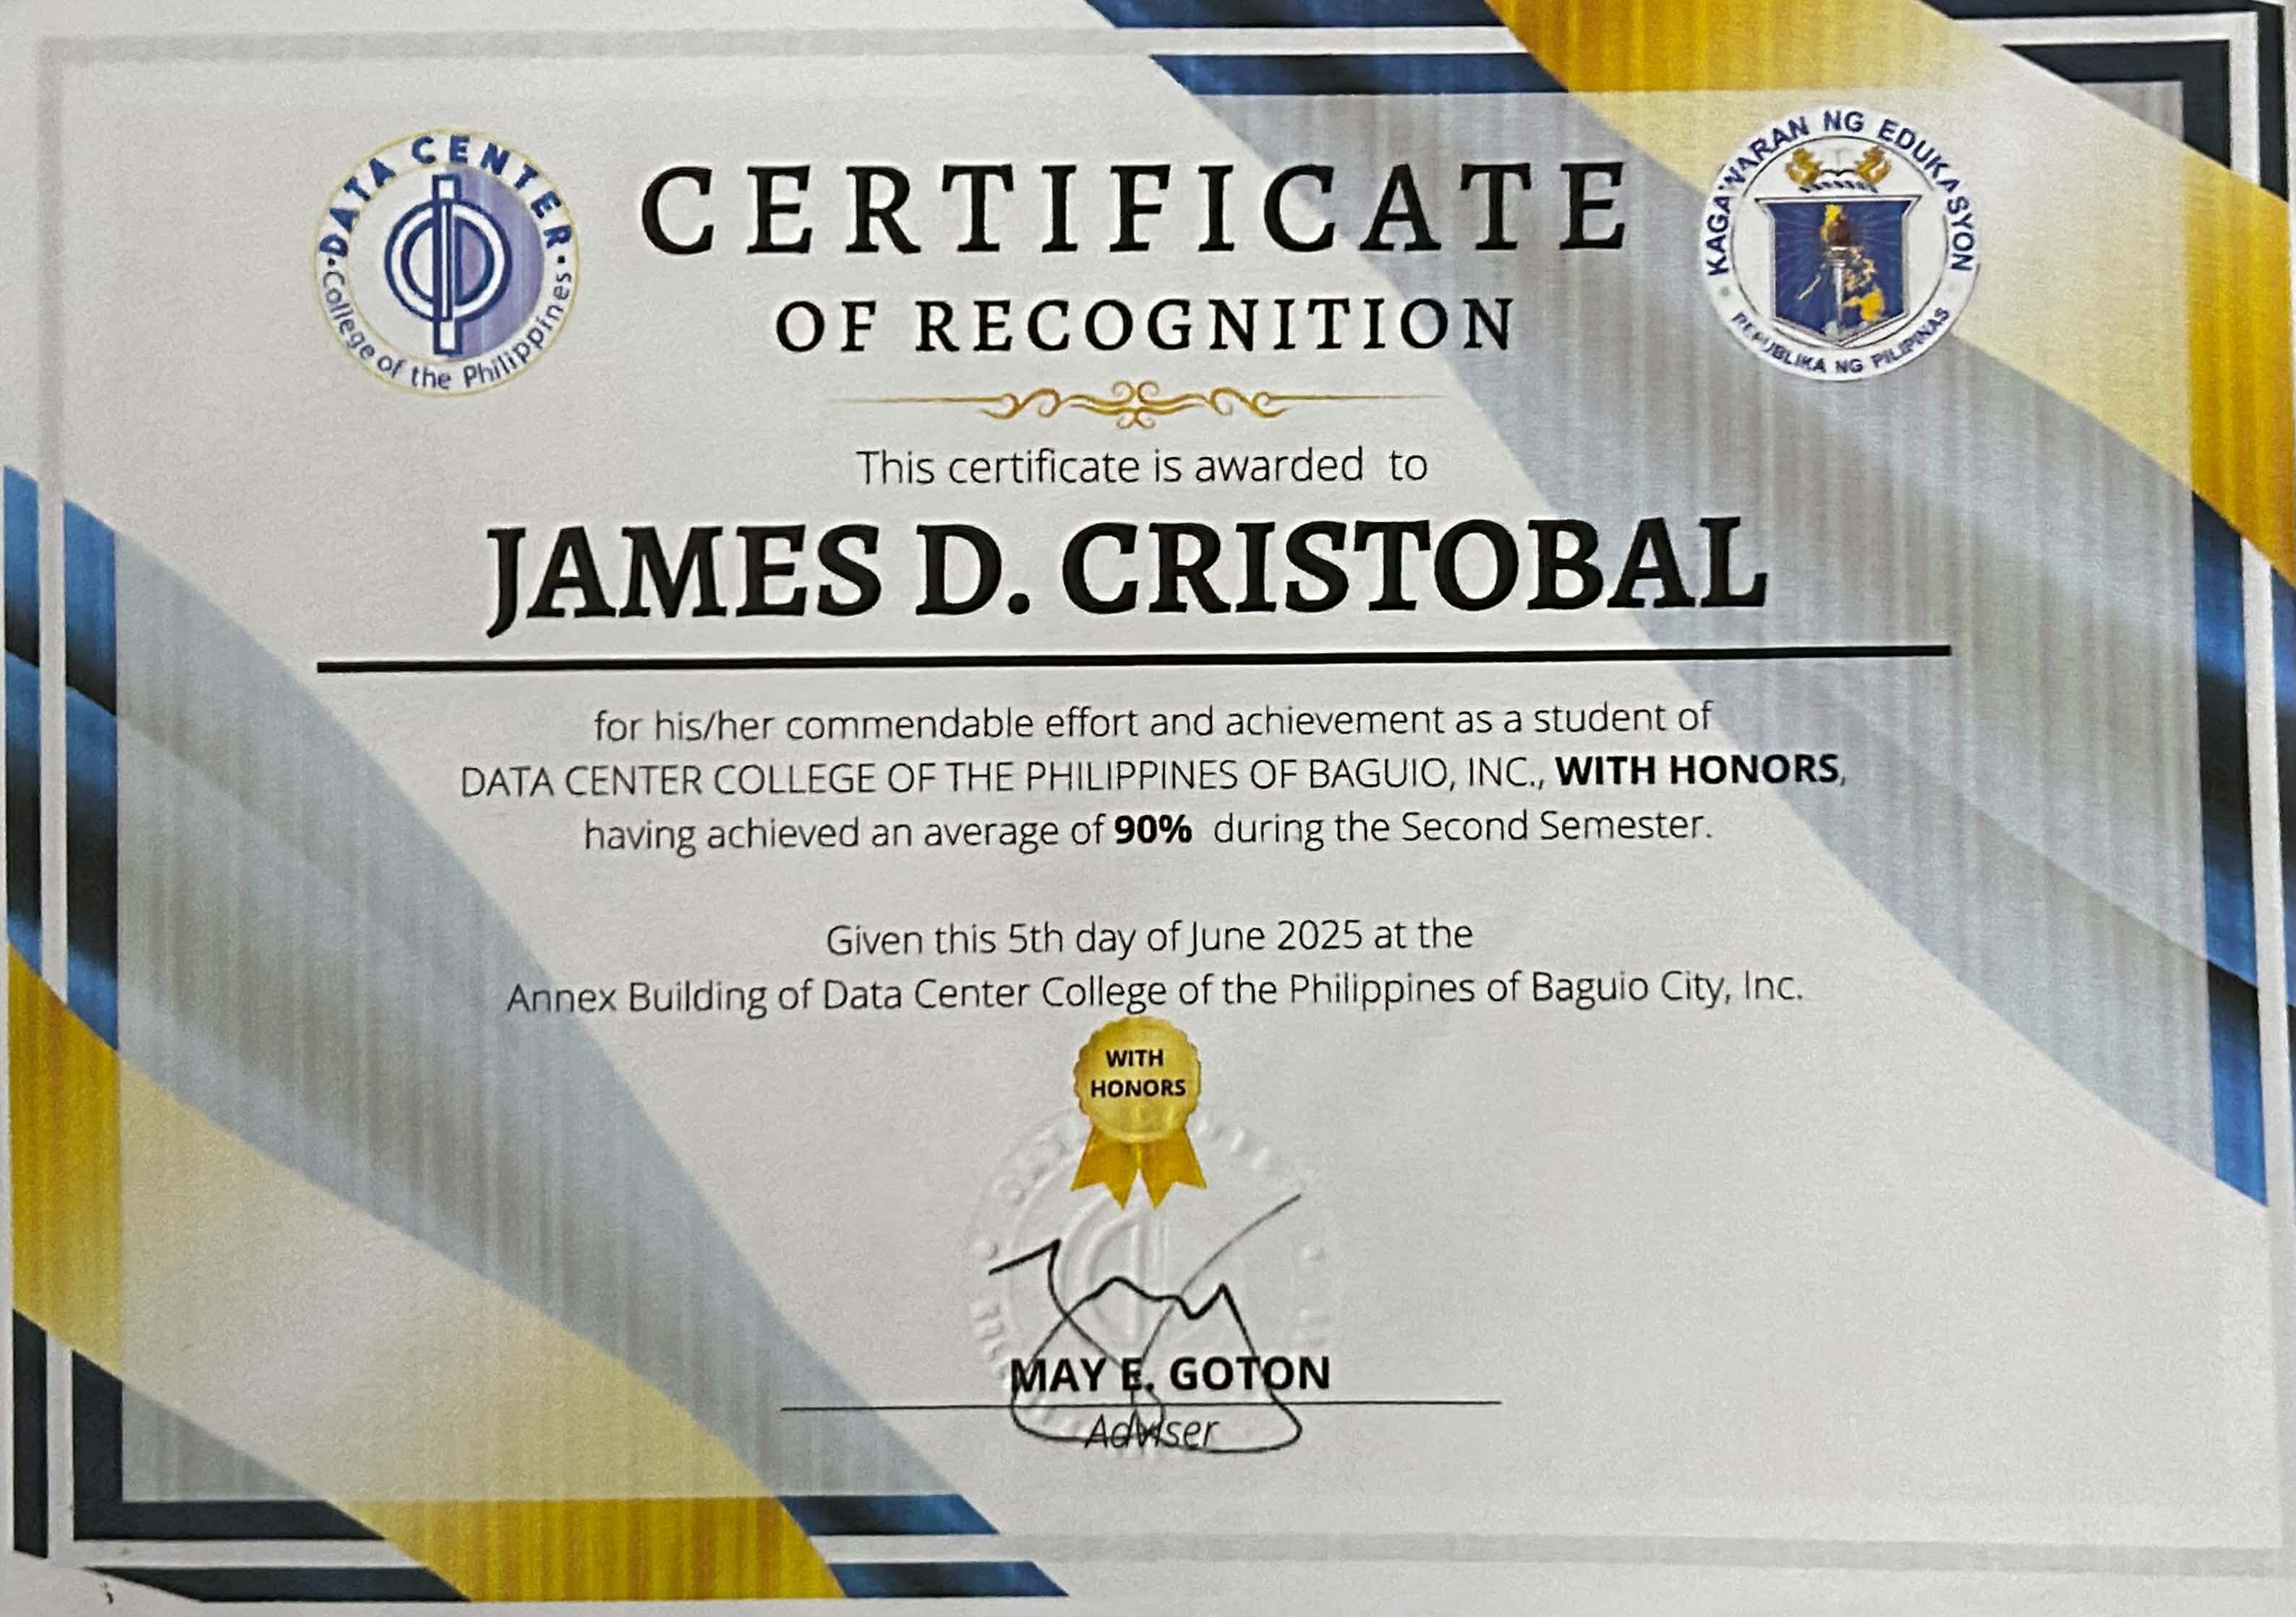 DATA CENTER
College of the Philippines
CERTIFICATE
OF RECOGNITION
KAGAWARAN NG EDUKASYON
REPUBLIKA NG PILIPINAS
This certificate is awarded to
JAMES D. CRISTOBAL
for his/her commendable effort and achievement as a student of
DATA CENTER COLLEGE OF THE PHILIPPINES OF BAGUIO, INC., WITH HONORS,
having achieved an average of 90% during the Second Semester.
Given this 5th day of June 2025 at the
Annex Building of Data Center College of the Philippines of Baguio City, Inc.
WITH
HONORS
MAY E. GOTON
Adviser